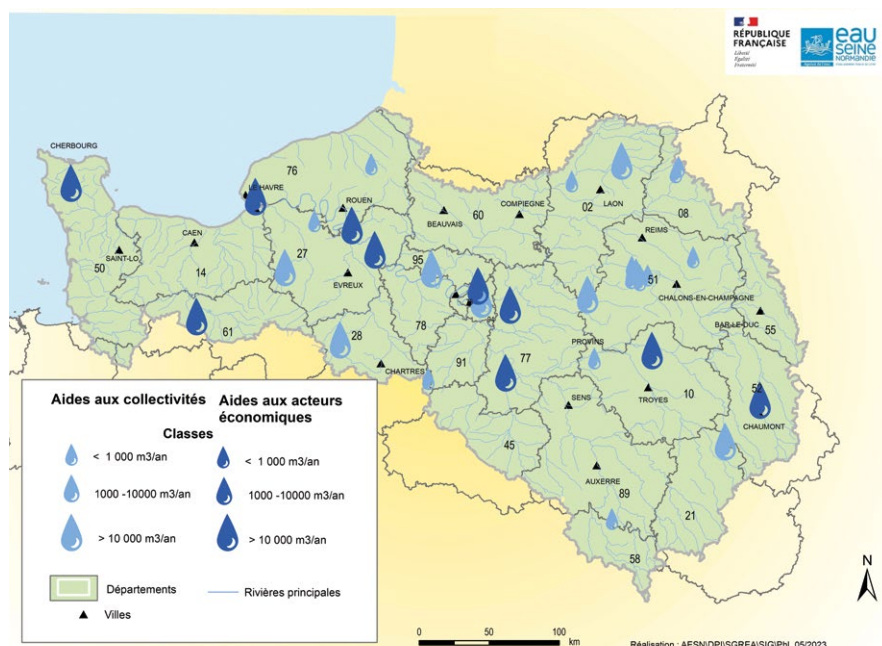 RÉPUBLIQUE
FRANÇAISE
Liberté
Égalité
Fraternité
eau
SEINE
NORMANDIE
CHERBOURG
76
LE HAVRE
ROUEN
COMPIEGNE
BEAUVAIS
60
LAON
02
08
CAEN
SAINT-LO
50
14
27
EVREUX
95
REIMS
51
CHALONS-EN-CHAMPAGNE
BAR-LE-DUC
55
61
28
78
CHARTRES
91
77
PROVINS
10
TROYES
52
CHAUMONT
SENS
45
AUXERRE
89
21
58
Aides aux collectivités
Aides aux acteurs
économiques
Classes
< 1 000 m3/an
< 1 000 m3/an
1000 -10000 m3/an
1000 -10000 m3/an
> 10 000 m3/an
> 10 000 m3/an
Départements
Rivières principales
Villes
N
0 50 100
km
Réalisation : AESN\DPI\SGREA\SIG\PhL 05/2023